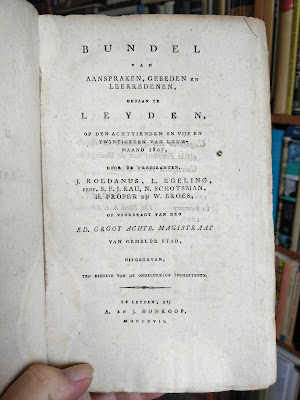 BUNDEL
VAN
AANSPRAKEN, GEBEDEN EN
LEERREDENEN,
GEDAAN TE
LEYDEN,
OP DEN ACHTTIENDEN EN VIJF EN
TWINTIGSTEN VAN LOUW-
MAAND 1807,
DOOR DE PREDIKANTEN,
J. ROLDANUS, L. EGELING,
PROF. S. F. J. RAU, N. SCHOTSMAN,
H. PROPER EN W. BROES,
OP VOORDRAGT VAN DEN
ED. GROOT ACHTB. MAGISTRAAT
VAN GEMELDE STAD,
UITGEGEVEN,
TEN BEHOEVE VAN DE ONGELUKKIGE INGEZETENEN.
TE LEYDEN, BIJ
A. EN J. HONKOOP,
MDCCCVII.